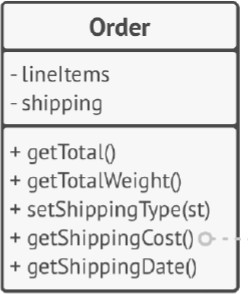 Order
- lineItems
- shipping
+ getTotal()
+ getTotalWeight()
+ setShippingType(st)
+ getShippingCost()
+ getShippingDate()